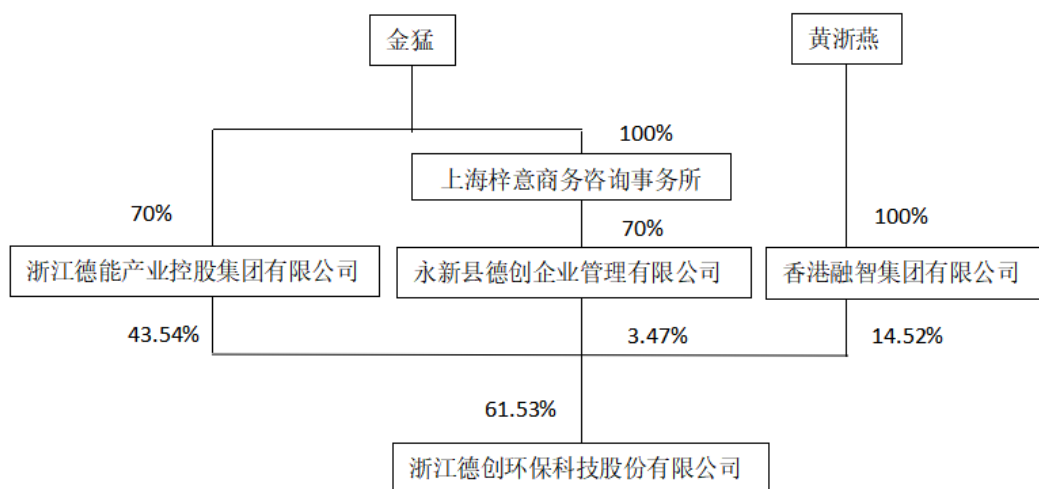 金猛
黄浙燕
100%
上海梓意商务咨询事务所
70%
70%
100%
浙江德能产业控股集团有限公司
永新县德创企业管理有限公司
香港融智集团有限公司
43.54%
3.47%
14.52%
61.53%
浙江德创环保科技股份有限公司